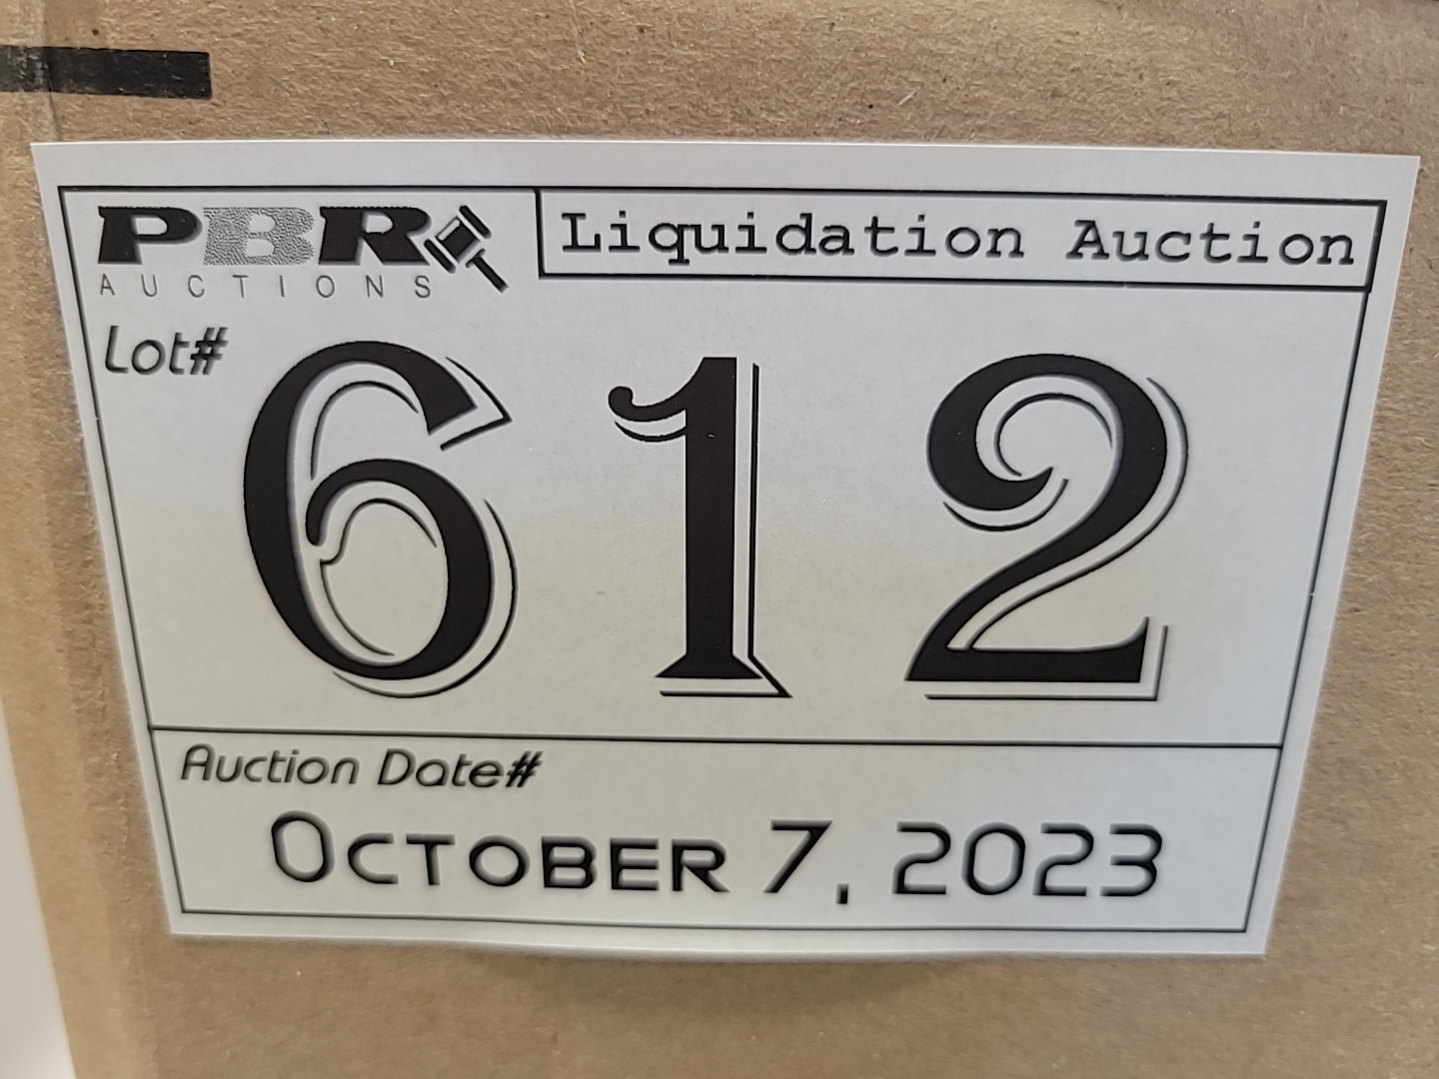 PBR
AUCTIONS
Liquidation Auction
Lot#
612
Auction Date#
October 7, 2023